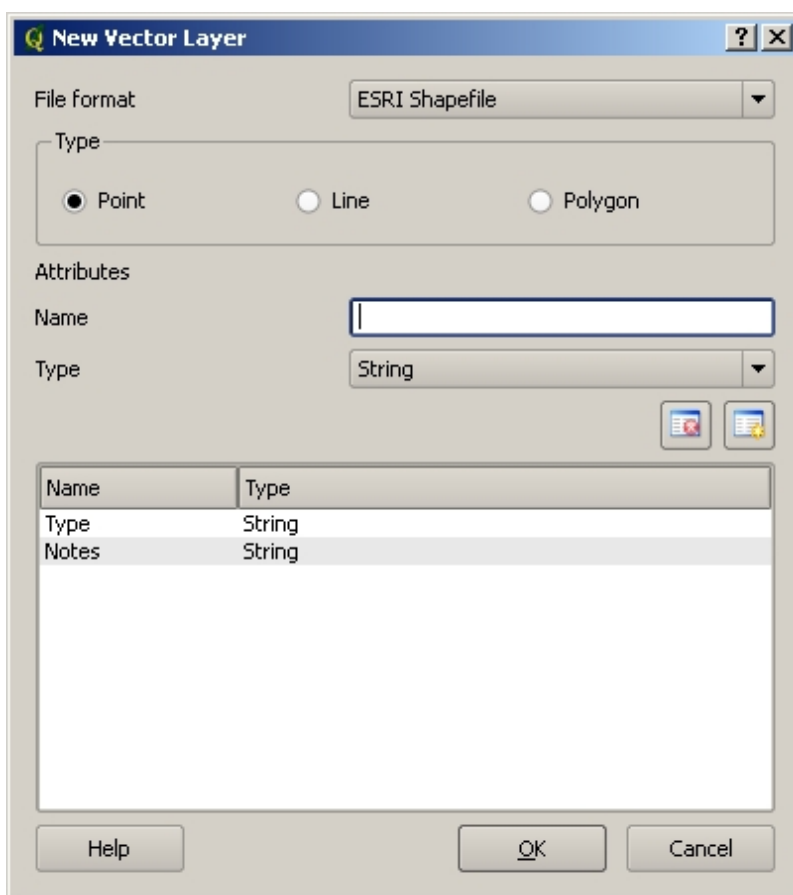 New Vector Layer
File format ESRI Shapefile
Type
Point Line Polygon
Attributes
Name
Type String
Name Type
Type String
Notes String
Help OK Cancel